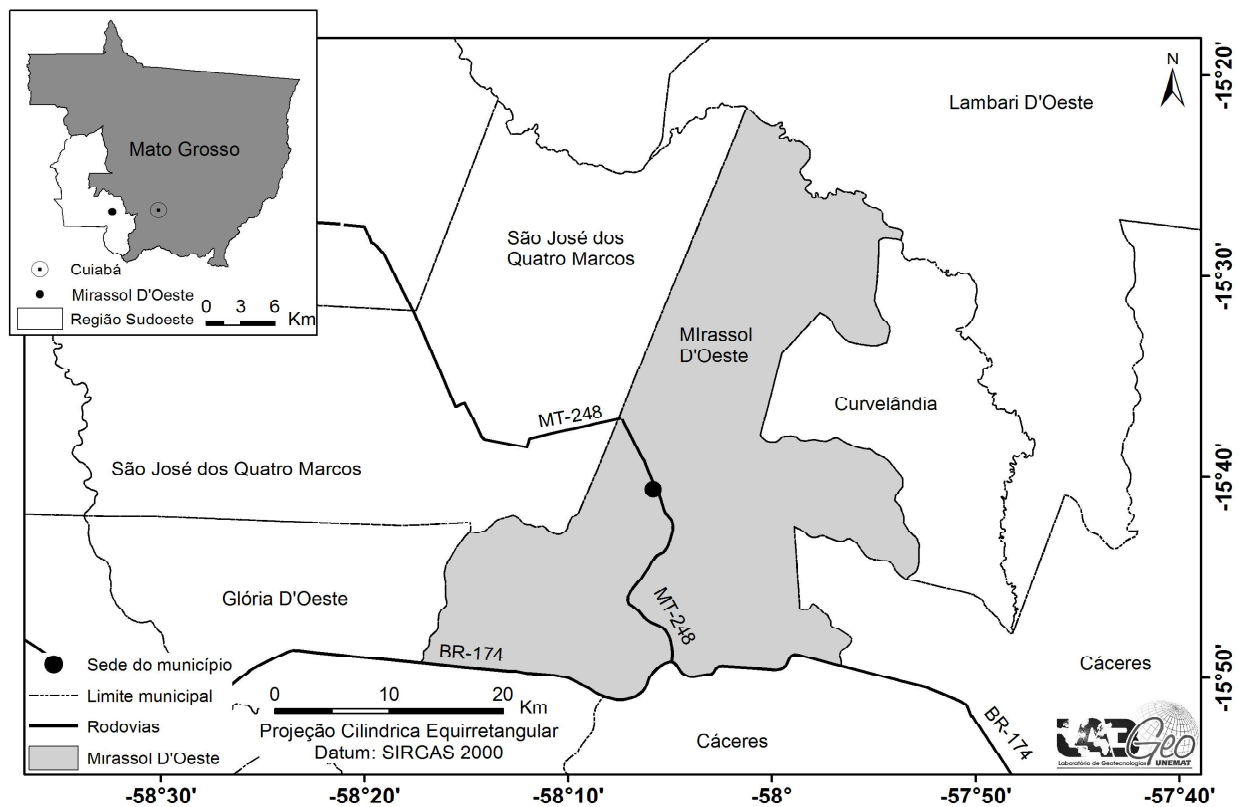 Mato Grosso
Cuiabá
Mirassol D'Oeste
Região Sudoeste
0 3 6
Km
N
Lambari D'Oeste
São José dos
Quatro Marcos
MIrassol
D'Oeste
Curvelândia
MT-248
São José dos Quatro Marcos
Glória D'Oeste
MT-248
BR-174
Cáceres
Cáceres
BR-174
Sede do município
Limite municipal
Rodovias
Mirassol D'Oeste
0 10 20
Km
Projeção Cilindrica Equirretangular
Datum: SIRGAS 2000
LABGeo
Laboratório de Geotecnologias UNEMAT
-15°20'
-15°30'
-15°40'
-15°50'
-58°30' -58°20' -58°10' -58° -57°50' -57°40'